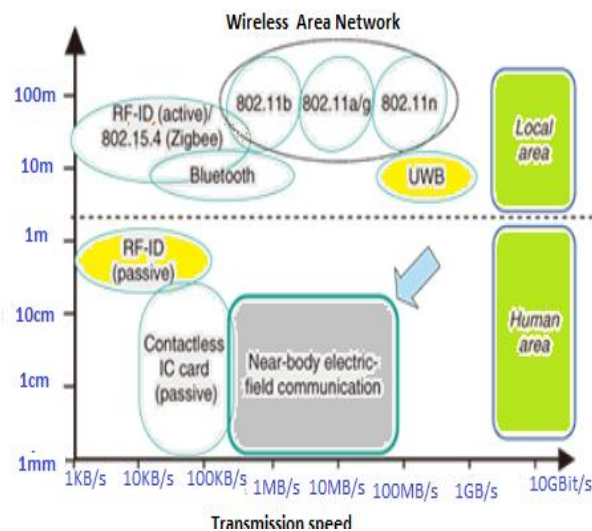 Wireless Area Network
100m
10m
1m
10cm
1cm
1mm
RF-ID (active)/
802.15.4 (Zigbee)
802.11b
802.11a/g
802.11n
Bluetooth
UWB
Local
area
RF-ID
(passive)
Contactless
IC card
(passive)
Near-body electric-
field communication
Human
area
1KB/s
10KB/s
100KB/s
1MB/s
10MB/s
100MB/s
1GB/s
10GBit/s
Transmission speed